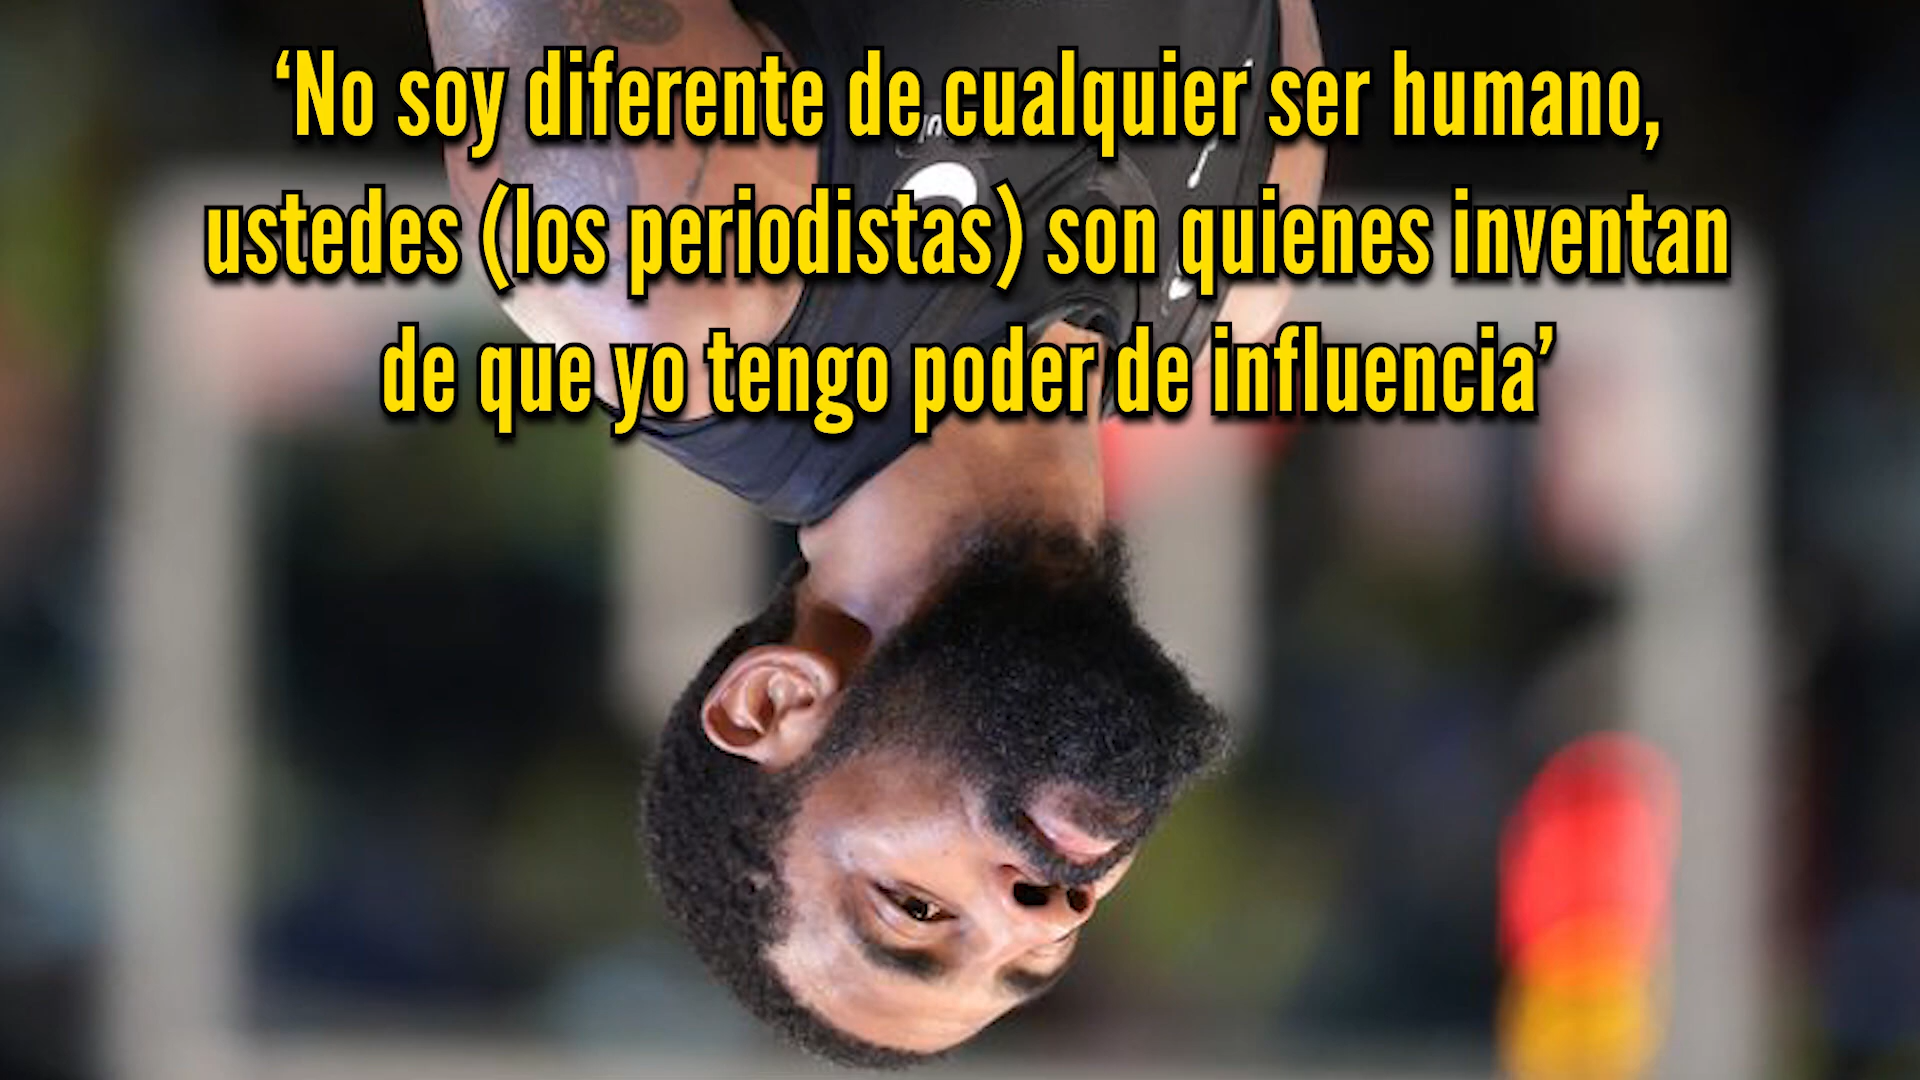 ‘No soy diferente de cualquier ser humano,
ustedes (los periodistas) son quienes inventan
de que yo tengo poder de influencia’